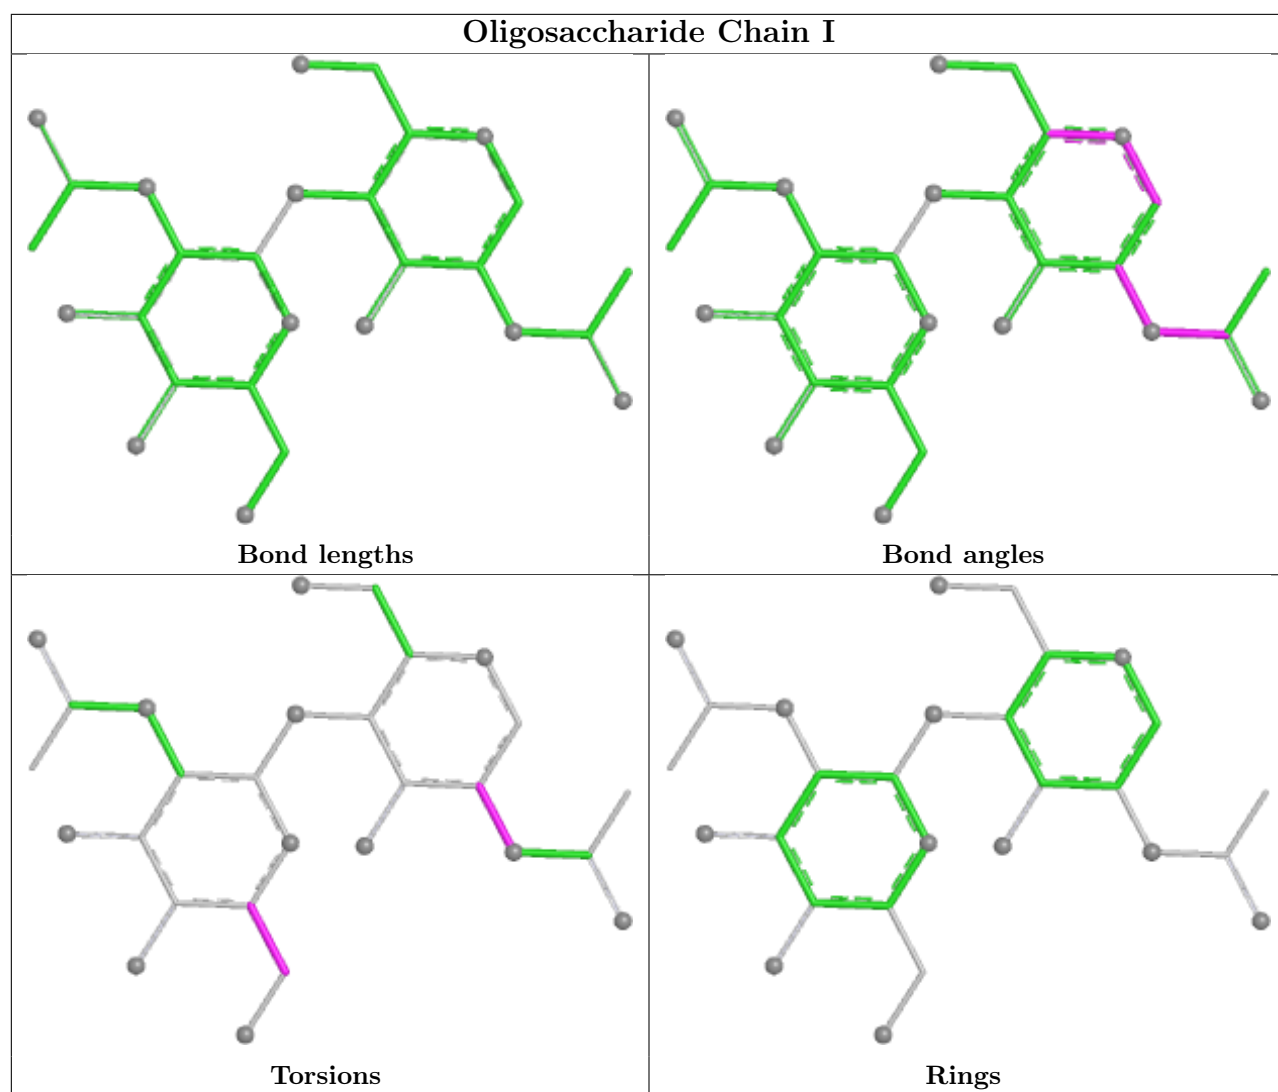 Oligosaccharide Chain I
Bond lengths
Bond angles
Torsions
Rings